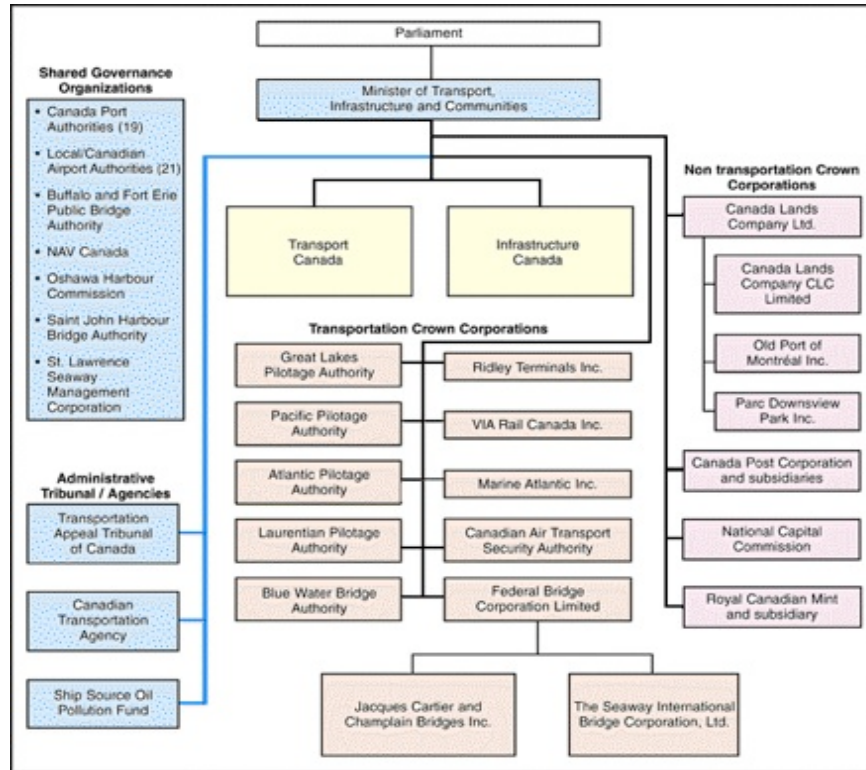 Parliament
Minister of Transport,
Infrastructure and Communities
Shared Governance
Organizations
• Canada Port
Authorities (19)
• Local/Canadian
Airport Authorities (21)
• Buffalo and Fort Erie
Public Bridge
Authority
• NAV Canada
• Oshawa Harbour
Commission
• Saint John Harbour
Bridge Authority
• St. Lawrence
Seaway
Management
Corporation
Administrative
Tribunal / Agencies
Transportation
Appeal Tribunal
of Canada
Canadian
Transportation
Agency
Ship Source Oil
Pollution Fund
Transport
Canada
Infrastructure
Canada
Transportation Crown Corporations
Great Lakes
Pilotage Authority
Ridley Terminals Inc.
Pacific Pilotage
Authority
VIA Rail Canada Inc.
Atlantic Pilotage
Authority
Marine Atlantic Inc.
Laurentian Pilotage
Authority
Canadian Air Transport
Security Authority
Blue Water Bridge
Authority
Federal Bridge
Corporation Limited
Jacques Cartier and
Champlain Bridges Inc.
The Seaway International
Bridge Corporation, Ltd.
Non transportation Crown
Corporations
Canada Lands
Company Ltd.
Canada Lands
Company CLC
Limited
Old Port of
Montréal Inc.
Parc Downsview
Park Inc.
Canada Post Corporation
and subsidiaries
National Capital
Commission
Royal Canadian Mint
and subsidiary